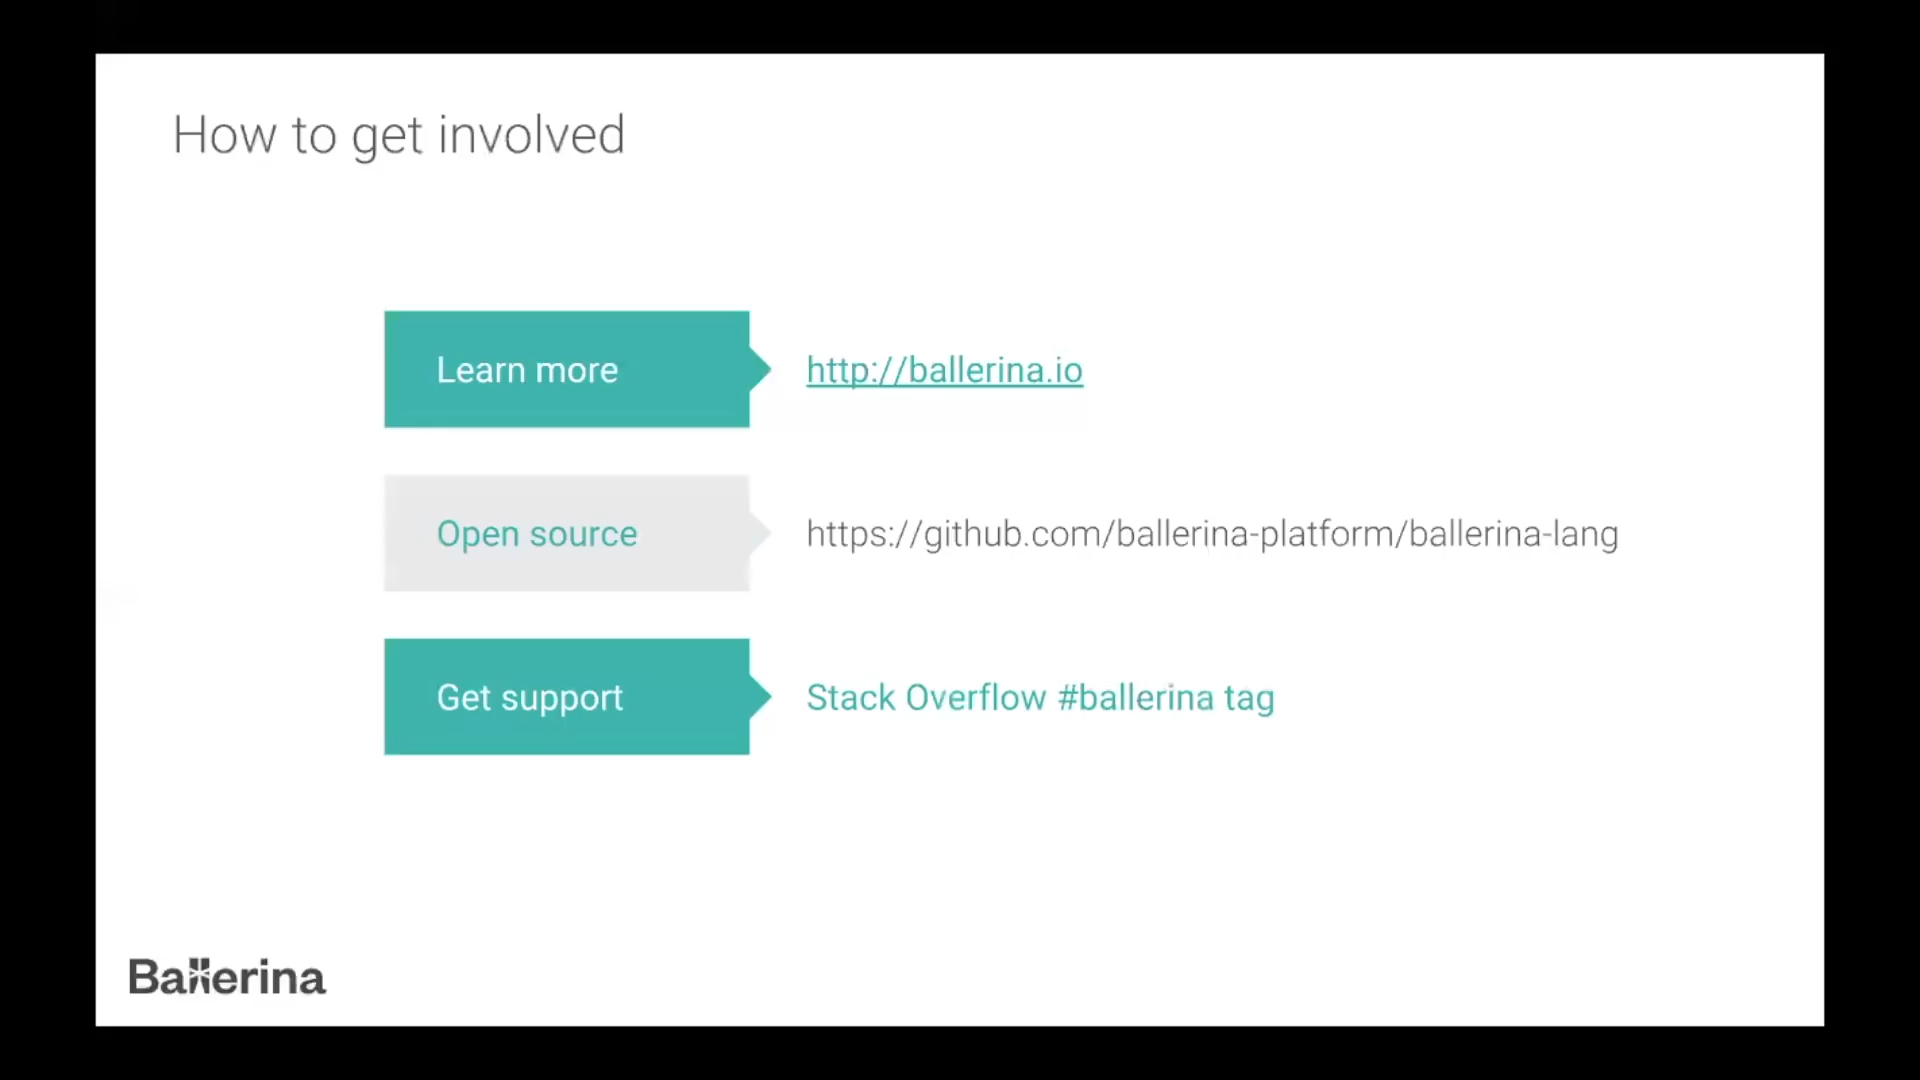 How to get involved
Learn more
http://ballerina.io
Open source
https://github.com/ballerina-platform/ballerina-lang
Get support
Stack Overflow #ballerina tag
Ballerina